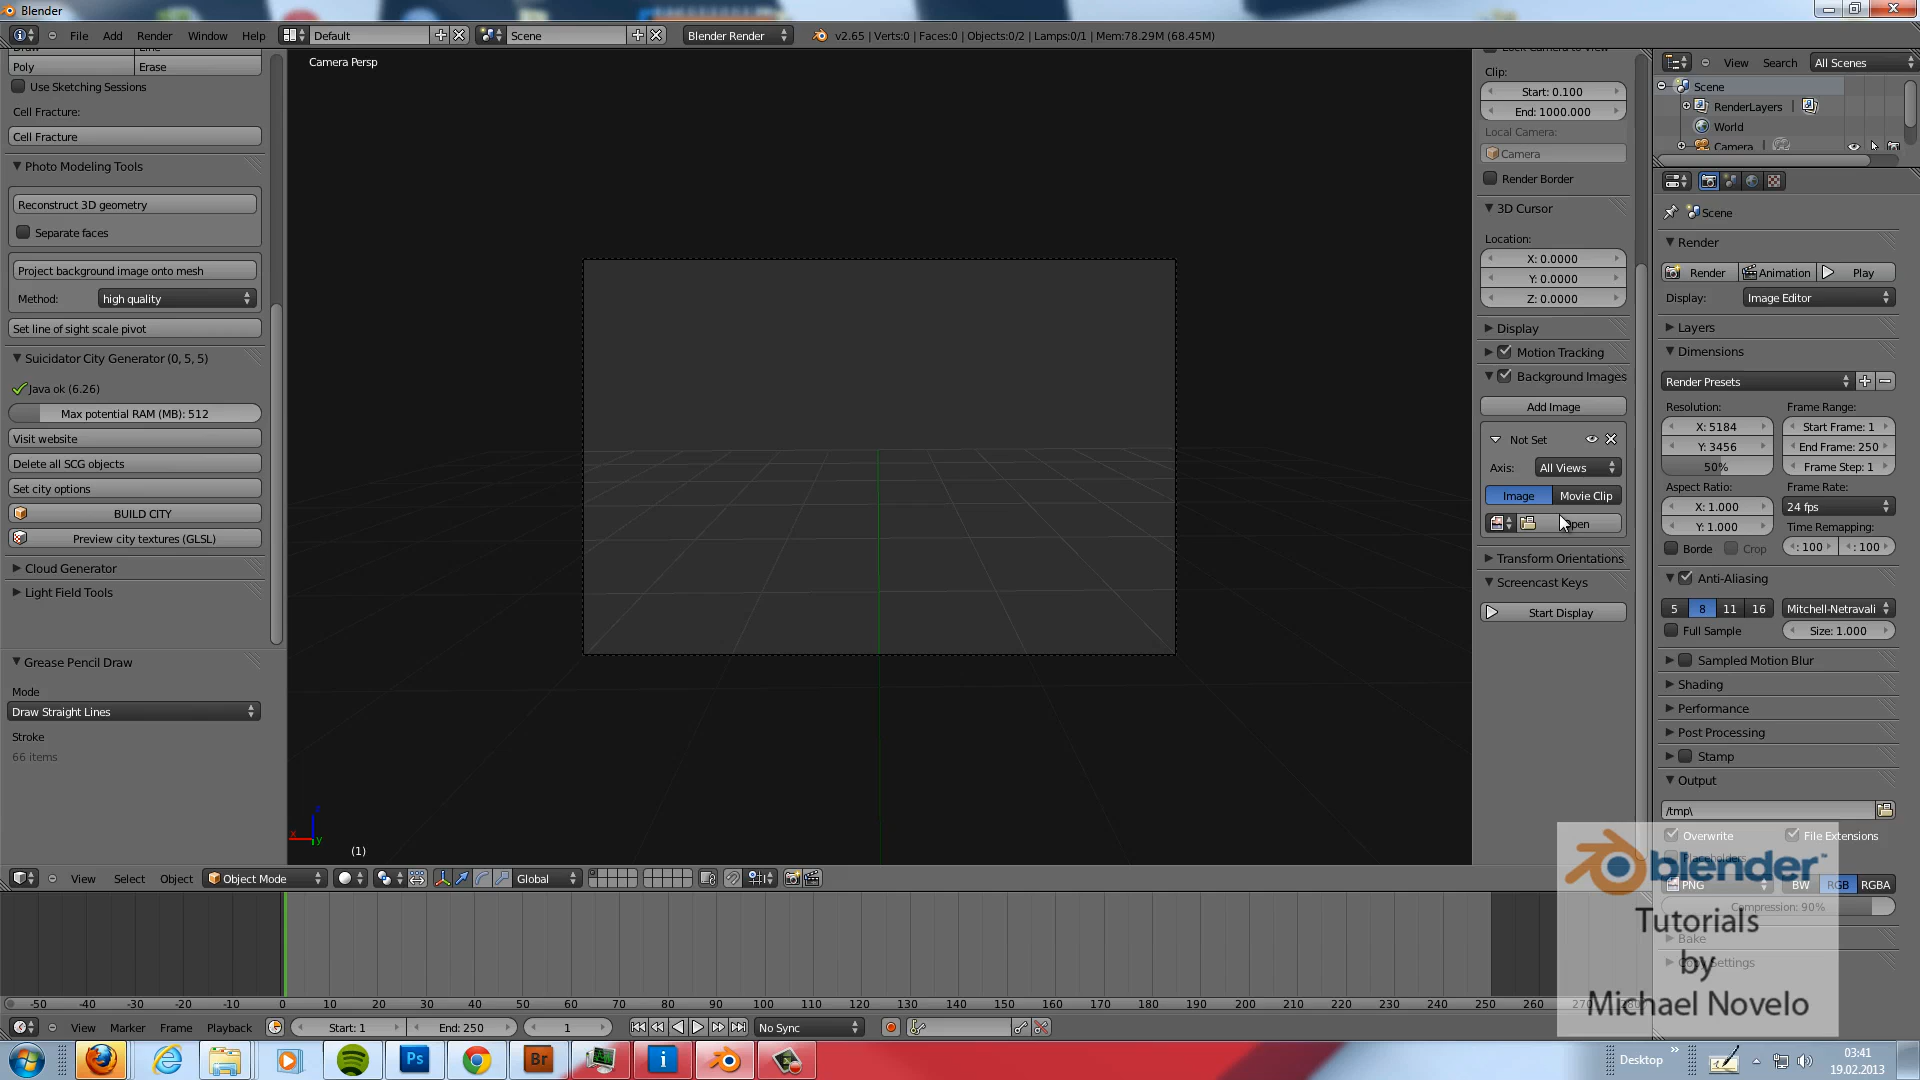 Blender
File Add Render Window Help Default Scene Blender Render v2.65 | Verts:0 | Faces:0 | Objects:0/2 | Lamps:0/1 | Mem:78.29M (68.45M)
Poly Erase
Use Sketching Sessions
Cell Fracture:
Cell Fracture
Photo Modeling Tools
Reconstruct 3D geometry
Separate faces
Project background image onto mesh
Method: high quality
Set line of sight scale pivot
Suicidator City Generator (0, 5, 5)
Java ok (6.26)
Max potential RAM (MB): 512
Visit website
Delete all SCG objects
Set city options
BUILD CITY
Preview city textures (GLSL)
Cloud Generator
Light Field Tools
Grease Pencil Draw
Mode
Draw Straight Lines
Stroke
66 items
Camera Persp
x
z
y
(1)
Lock Camera to View
Clip:
Start: 0.100
End: 1000.000
Local Camera:
Camera
Render Border
3D Cursor
Location:
X: 0.0000
Y: 0.0000
Z: 0.0000
Display
Motion Tracking
Background Images
Add Image
Not Set
Axis: All Views
Image Movie Clip
Open
Transform Orientations
Screencast Keys
Start Display
View Search All Scenes
Scene
RenderLayers
World
Camera
Scene
Render
Render Animation Play
Display: Image Editor
Layers
Dimensions
Render Presets
Resolution: Frame Range:
X: 5184 Start Frame: 1
Y: 3456 End Frame: 250
50% Frame Step: 1
Aspect Ratio: Frame Rate:
X: 1.000 24 fps
Y: 1.000 Time Remapping:
Borde Crop : 100 : 100
Anti-Aliasing
5 8 11 16 Mitchell-Netravali
Full Sample Size: 1.000
Sampled Motion Blur
Shading
Performance
Post Processing
Stamp
Output
/tmp\
Overwrite File Extensions
Placeholders
PNG BW RGB RGBA
Compression: 90%
Bake
Copy Settings
blender
Tutorials
by
Michael Novelo
View Select Object Object Mode Global
-50 -40 -30 -20 -10 0 10 20 30 40 50 60 70 80 90 100 110 120 130 140 150 160 170 180 190 200 210 220 230 240 250 260 270 280
View Marker Frame Playback Start: 1 End: 250 1 No Sync
Ps Br i Desktop » 03:41
19.02.2013